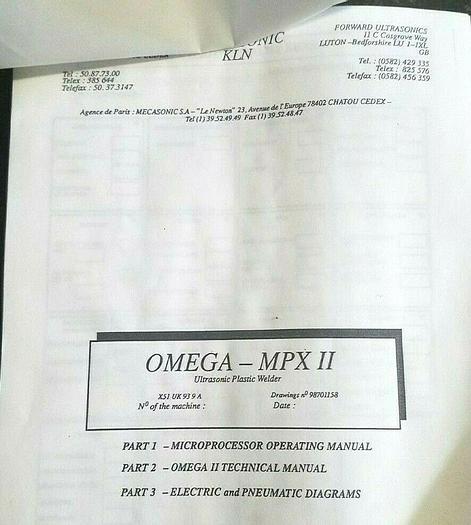 FORWARD ULTRASONICS
11 C Cosgrove Way
LUTON -Bedforshire LU 1-1XL
GB
KLN
Tel : 50.87.73.00
Telex : 385 644
Telefax : 50. 37.3147
Tel. : (0582) 429 335
Telex : 825 576
Telefax : (0582) 456 359
Agence de Paris : MECASONIC S.A - "Le Newton" 23, Avenue de l' Europe 78402 CHATOU CEDEX -
Tel (1) 39.52.49.49 Fax (1) 39.52.48.47
OMEGA - MPX II
Ultrasonic Plastic Welder
X51 UK 93 9 A
Drawings nº 98701158
Nº of the machine :
Date :
PART 1 - MICROPROCESSOR OPERATING MANUAL
PART 2 - OMEGA II TECHNICAL MANUAL
PART 3 - ELECTRIC and PNEUMATIC DIAGRAMS